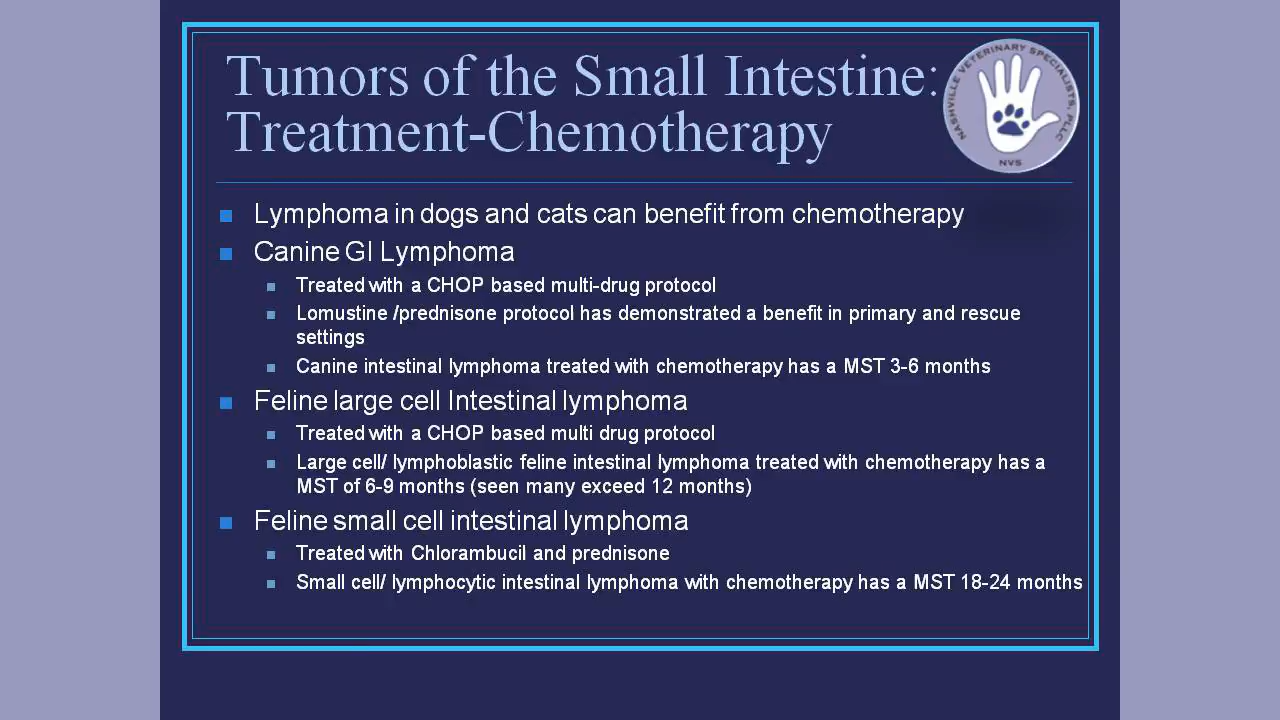 Tumors of the Small Intestine:
Treatment-Chemotherapy
NASHVILLE VETERINARY SPECIALISTS, PLLC
NVS
Lymphoma in dogs and cats can benefit from chemotherapy
Canine GI Lymphoma
Treated with a CHOP based multi-drug protocol
Lomustine /prednisone protocol has demonstrated a benefit in primary and rescue
settings
Canine intestinal lymphoma treated with chemotherapy has a MST 3-6 months
Feline large cell Intestinal lymphoma
Treated with a CHOP based multi drug protocol
Large cell/ lymphoblastic feline intestinal lymphoma treated with chemotherapy has a
MST of 6-9 months (seen many exceed 12 months)
Feline small cell intestinal lymphoma
Treated with Chlorambucil and prednisone
Small cell/ lymphocytic intestinal lymphoma with chemotherapy has a MST 18-24 months